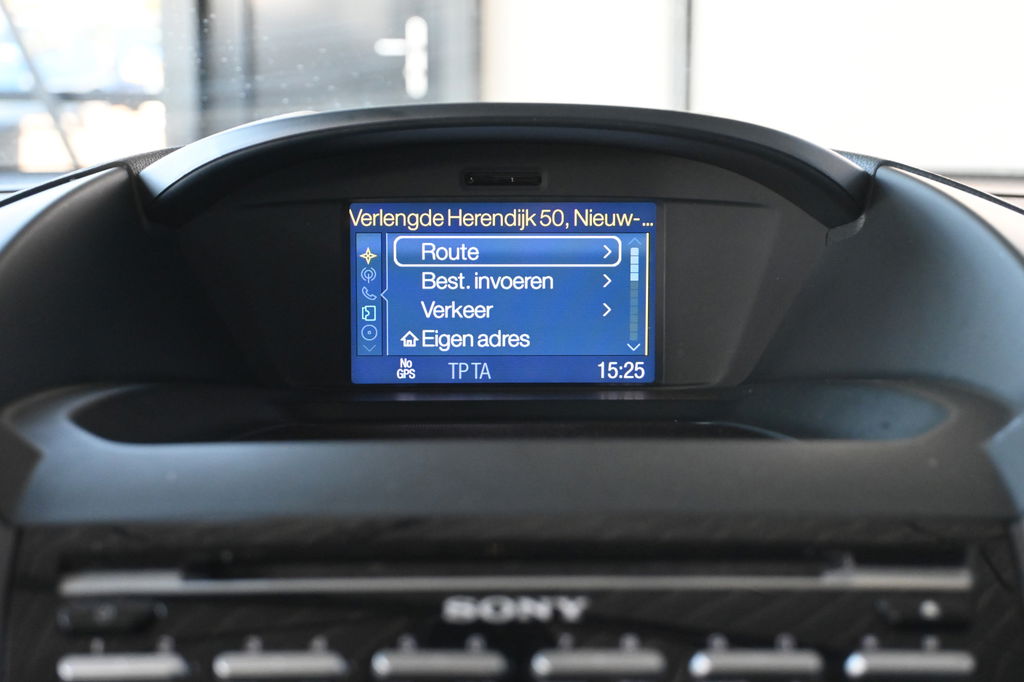 Verlengde Herendijk 50, Nieuw-...
Route
Best. invoeren
Verkeer
Eigen adres
No
GPS
TP TA
15:25
SONY